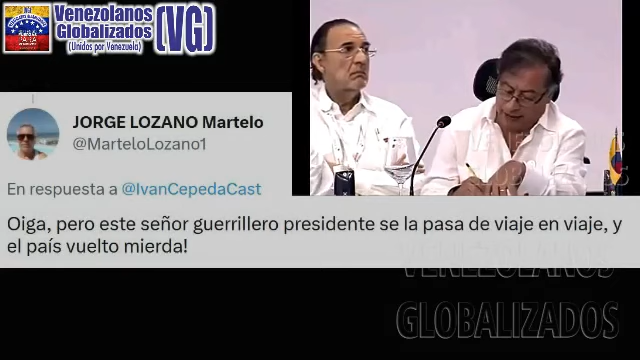 Venezolanos
Globalizados
(Unidos por Venezuela)
(VG)
JORGE LOZANO Martelo
@MarteloLozano1
En respuesta a @IvanCepedaCast
Oiga, pero este señor guerrillero presidente se la pasa de viaje en viaje, y
el país vuelto mierda!
VENEZOLANOS
GLOBALIZADOS